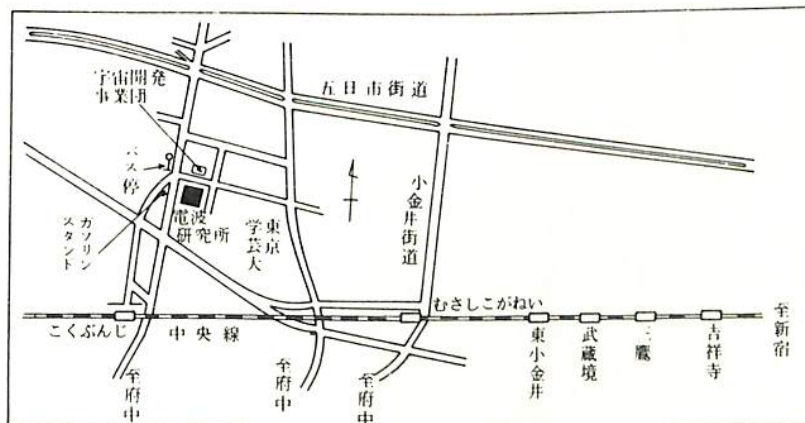 宇宙開発
事業団
五日市街道
バス停
小金井街道
電波
研究所
ガソリン
スタンド
東京
学芸大
むさしこがねい
こくぶんじ
中央線
東小金井
武蔵境
三鷹
吉祥寺
至新宿
至府中
至府中
至府中